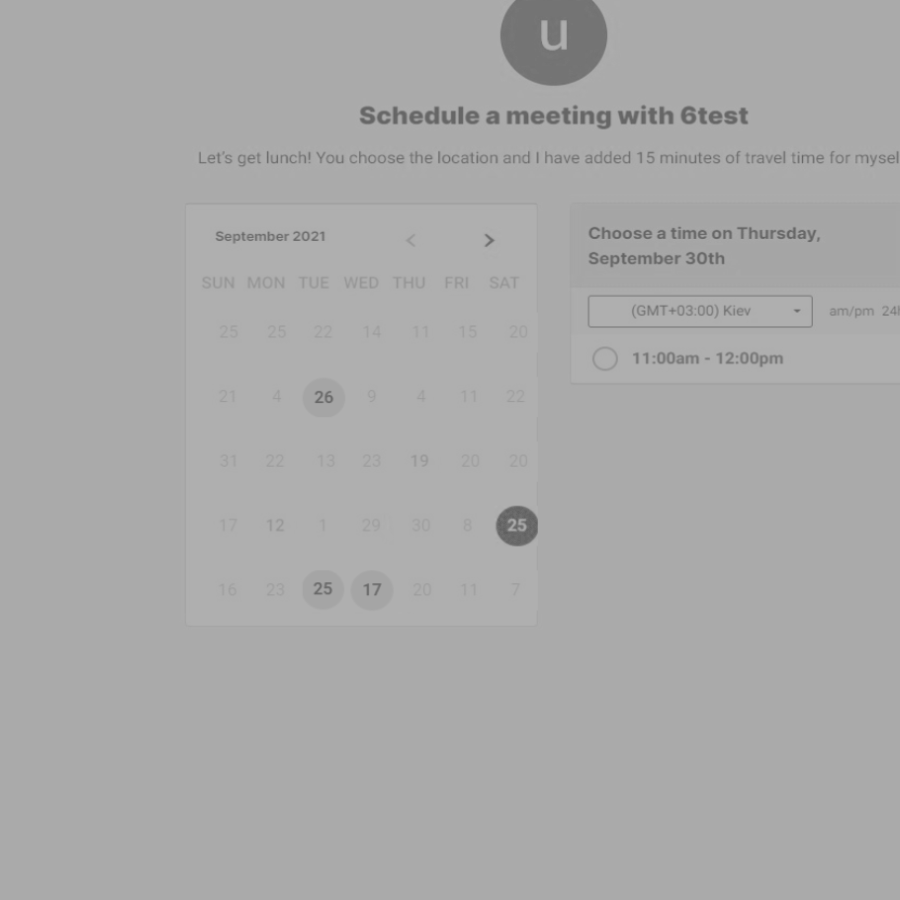 u
Schedule a meeting with 6test
Let's get lunch! You choose the location and I have added 15 minutes of travel time for mysel
September 2021
SUN MON TUE WED THU FRI SAT
25 25 22 14 11 15 20
21 4 26 9 4 11 22
31 22 13 23 19 20 20
17 12 1 29 30 8 25
16 23 25 17 20 11 7
Choose a time on Thursday,
September 30th
(GMT+03:00) Kiev am/pm 24h
11:00am - 12:00pm